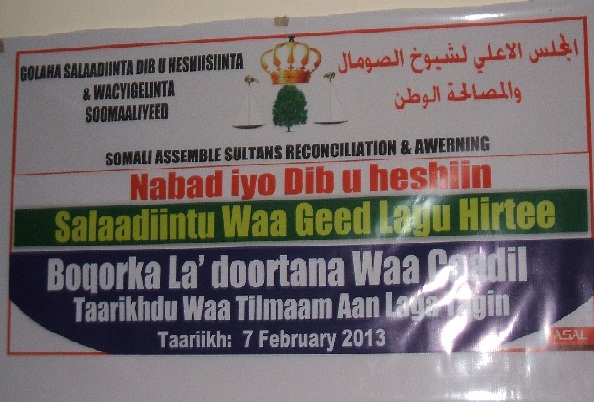 GOLAHA SALAADIINTA DIB U HESHIISIINTA
& WACYIGELINTA
SOOMAALIYEED
المجلس الاعلي لشيوخ الصومال
والمصالحة الوطن
SOMALI ASSEMBLE SULTANS RECONCILIATION & AWERNING
Nabad iyo Dib u heshiin
Salaadiintu Waa Geed Lagu Hirtee
Boqorka La' doortana Waa Caadil
Taarikhdu Waa Tilmaam Aan Laga Tagin
Taariikh: 7 February 2013
ASAL